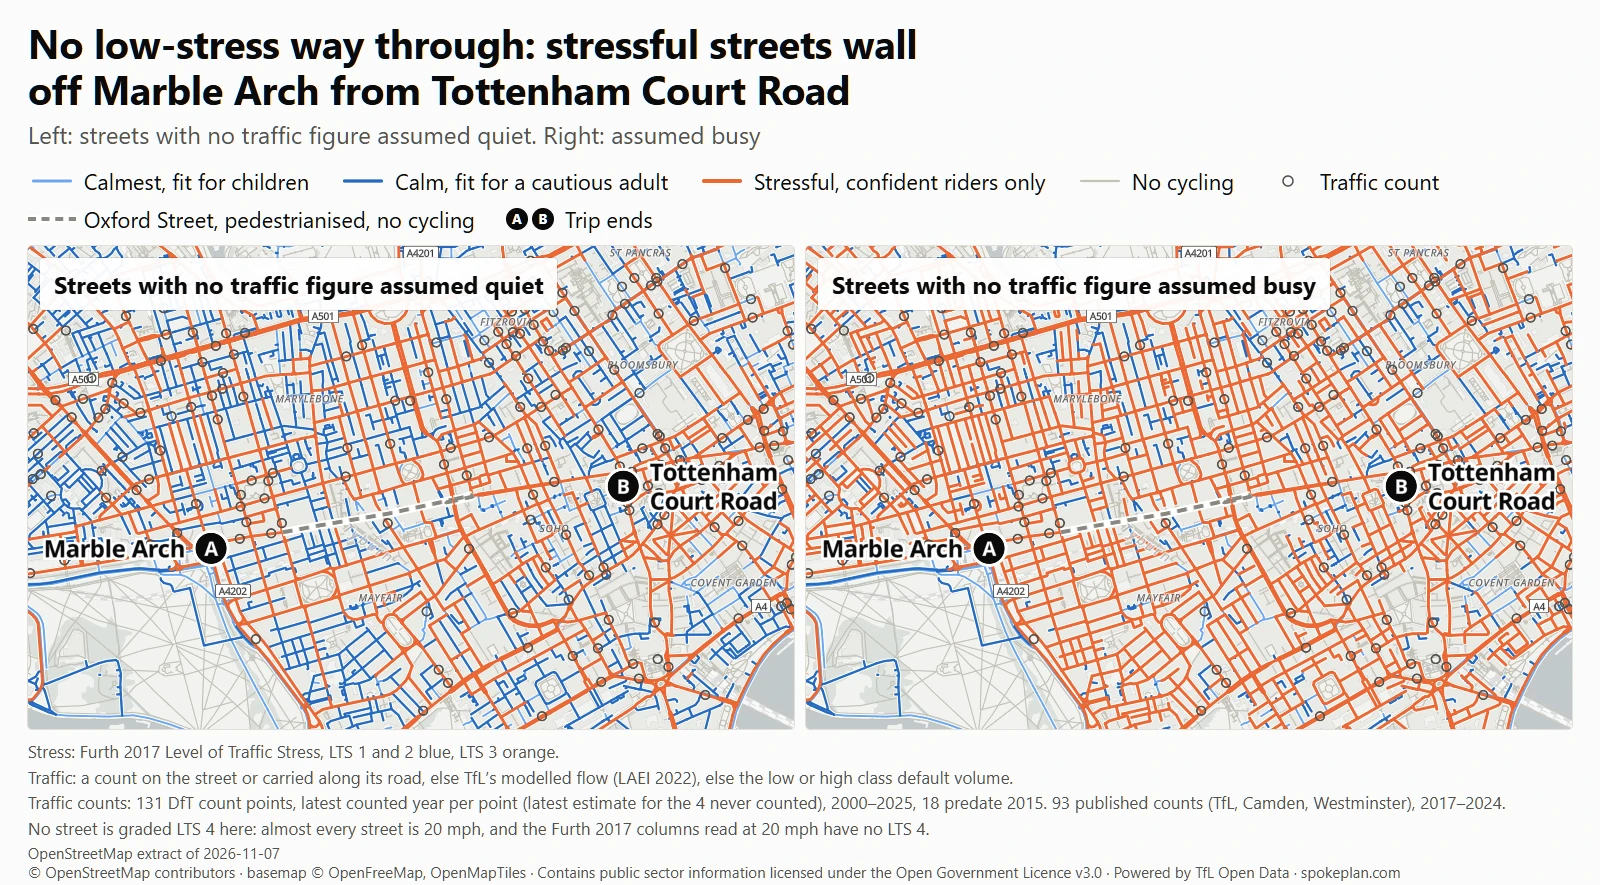 No low-stress way through: stressful streets wall
off Marble Arch from Tottenham Court Road
Left: streets with no traffic figure assumed quiet. Right: assumed busy
Calmest, fit for children
Calm, fit for a cautious adult
Stressful, confident riders only
No cycling
Traffic count
Oxford Street, pedestrianised, no cycling
A B Trip ends
Streets with no traffic figure assumed quiet
A4201
ST PANCRAS
A501
FITZROVIA
BLOOMSBURY
A501
MARYLEBONE
B
Tottenham
Court Road
SOHO
Marble Arch
A
COVENT GARDEN
A4202
MAYFAIR
A4
Streets with no traffic figure assumed busy
A4201
ST PANCRAS
A501
FITZROVIA
BLOOMSBURY
A501
MARYLEBONE
B
Tottenham
Court Road
SOHO
Marble Arch
A
COVENT GARDEN
A4202
MAYFAIR
A4
Stress: Furth 2017 Level of Traffic Stress, LTS 1 and 2 blue, LTS 3 orange.
Traffic: a count on the street or carried along its road, else TfL's modelled flow (LAEI 2022), else the low or high class default volume.
Traffic counts: 131 DfT count points, latest counted year per point (latest estimate for the 4 never counted), 2000–2025, 18 predate 2015. 93 published counts (TfL, Camden, Westminster), 2017–2024.
No street is graded LTS 4 here: almost every street is 20 mph, and the Furth 2017 columns read at 20 mph have no LTS 4.
OpenStreetMap extract of 2026-11-07
© OpenStreetMap contributors · basemap © OpenFreeMap, OpenMapTiles · Contains public sector information licensed under the Open Government Licence v3.0 · Powered by TfL Open Data · spokeplan.com